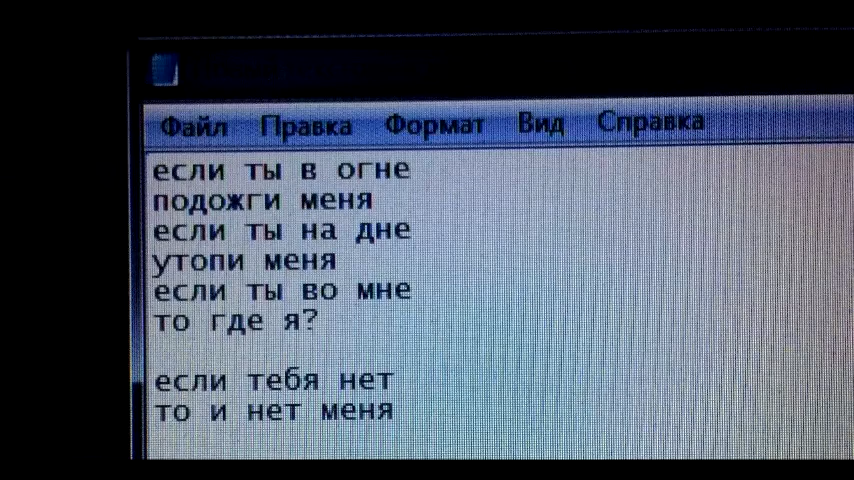 Файл Правка Формат Вид Справка
если ты в огне
подожги меня
если ты на дне
утопи меня
если ты во мне
то где я?
если тебя нет
то и нет меня